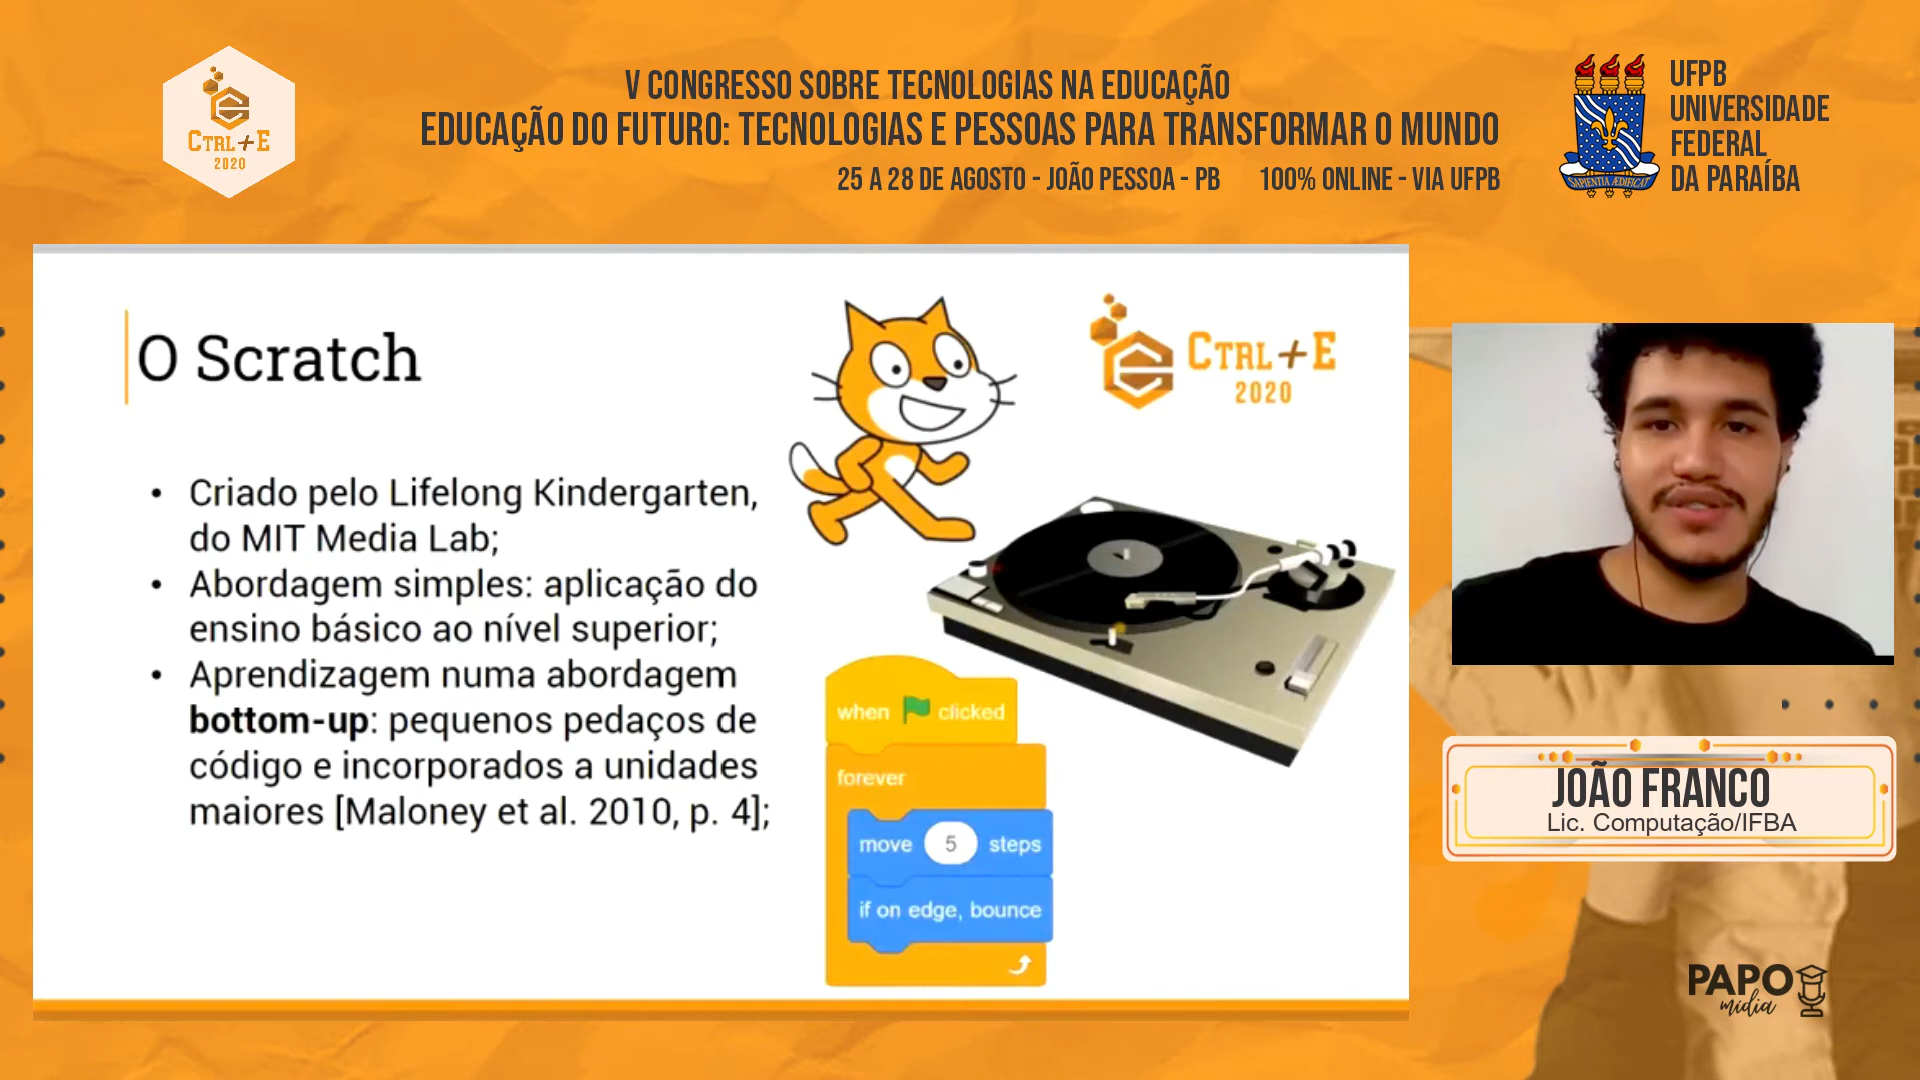 CTRL+E
2020
V CONGRESSO SOBRE TECNOLOGIAS NA EDUCAÇÃO
EDUCAÇÃO DO FUTURO: TECNOLOGIAS E PESSOAS PARA TRANSFORMAR O MUNDO
25 A 28 DE AGOSTO - JOÃO PESSOA - PB 100% ONLINE - VIA UFPB
SAPIENTIA ÆDIFICAT
UFPB
UNIVERSIDADE
FEDERAL
DA PARAÍBA
O Scratch
CTRL+E
2020
• Criado pelo Lifelong Kindergarten,
do MIT Media Lab;
• Abordagem simples: aplicação do
ensino básico ao nível superior;
• Aprendizagem numa abordagem
bottom-up: pequenos pedaços de
código e incorporados a unidades
maiores [Maloney et al. 2010, p. 4];
when clicked
forever
move 5 steps
if on edge, bounce
JOÃO FRANCO
Lic. Computação/IFBA
PAPO
mídia